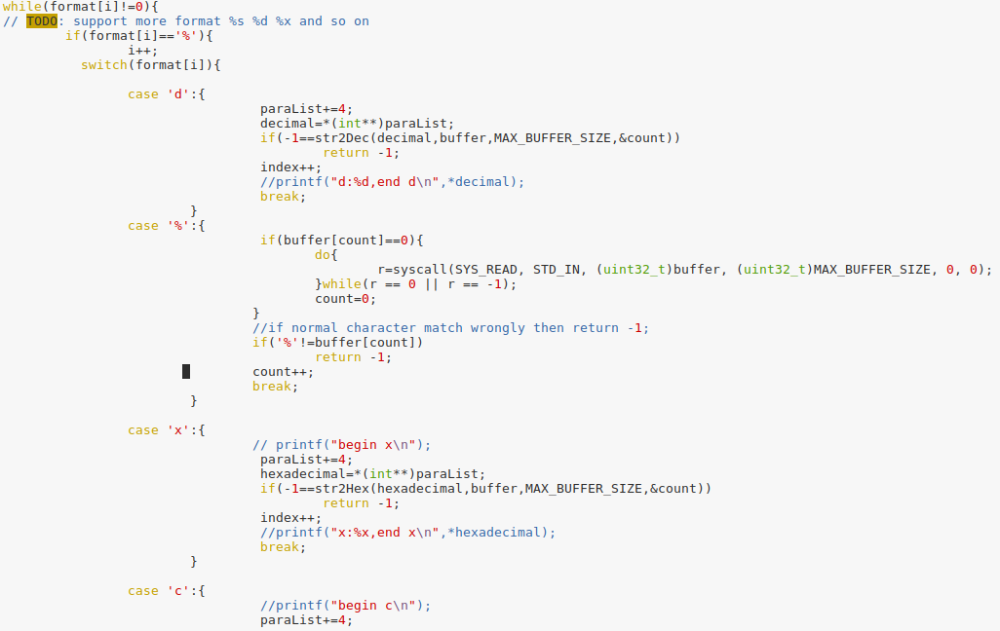 while(format[i]!=0){
// TODO: support more format %s %d %x and so on
if(format[i]=='%'){
i++;
switch(format[i]){
case 'd':{
paraList+=4;
decimal=*(int**)paraList;
if(-1==str2Dec(decimal,buffer,MAX_BUFFER_SIZE,&count))
return -1;
index++;
//printf("d:%d,end d\n",*decimal);
break;
}
case '%':{
if(buffer[count]==0){
do{
r=syscall(SYS_READ, STD_IN, (uint32_t)buffer, (uint32_t)MAX_BUFFER_SIZE, 0, 0);
}while(r == 0 || r == -1);
count=0;
}
//if normal character match wrongly then return -1;
if('%'!=buffer[count])
return -1;
count++;
break;
}
case 'x':{
// printf("begin x\n");
paraList+=4;
hexadecimal=*(int**)paraList;
if(-1==str2Hex(hexadecimal,buffer,MAX_BUFFER_SIZE,&count))
return -1;
index++;
//printf("x:%x,end x\n",*hexadecimal);
break;
}
case 'c':{
//printf("begin c\n");
paraList+=4;